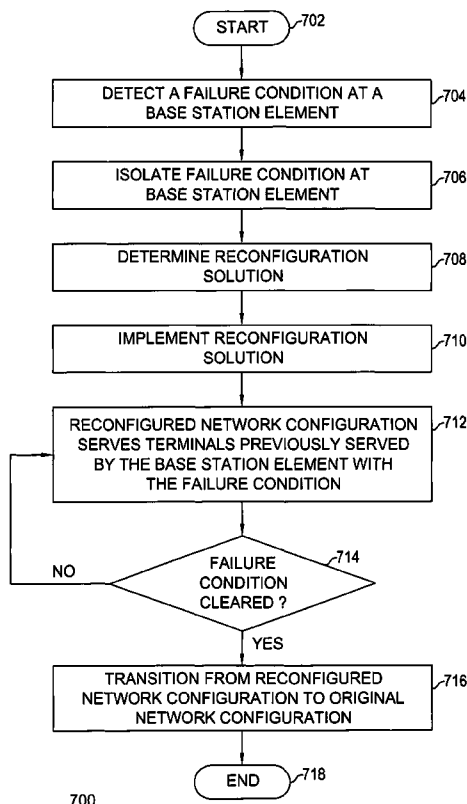 START
702
DETECT A FAILURE CONDITION AT A
BASE STATION ELEMENT
704
ISOLATE FAILURE CONDITION AT
BASE STATION ELEMENT
706
DETERMINE RECONFIGURATION
SOLUTION
708
IMPLEMENT RECONFIGURATION
SOLUTION
710
RECONFIGURED NETWORK CONFIGURATION
SERVES TERMINALS PREVIOUSLY SERVED
BY THE BASE STATION ELEMENT WITH
THE FAILURE CONDITION
712
FAILURE
CONDITION
CLEARED ?
714
NO
YES
TRANSITION FROM RECONFIGURED
NETWORK CONFIGURATION TO ORIGINAL
NETWORK CONFIGURATION
716
END
718
700